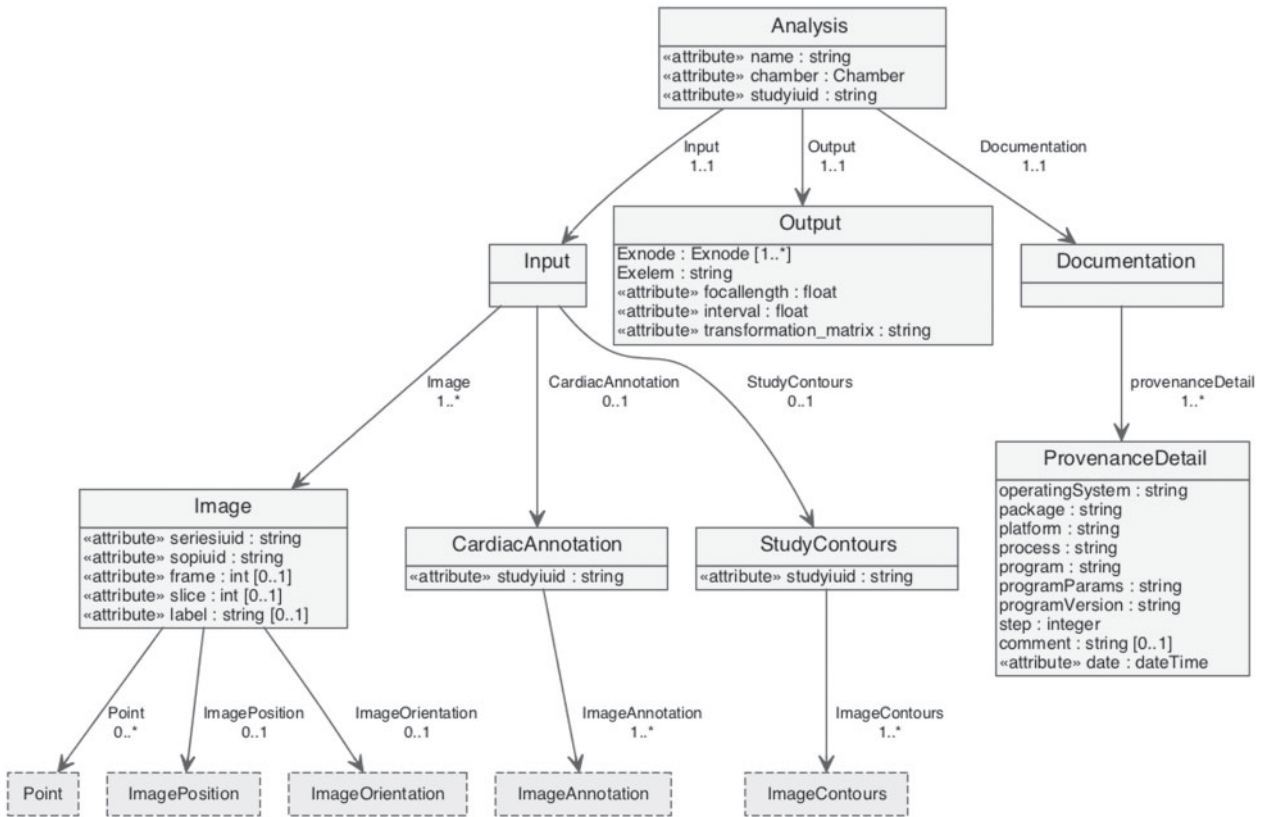 Analysis
«attribute» name : string
«attribute» chamber : Chamber
«attribute» studyiuid : string
Input
1..1
Output
1..1
Documentation
1..1
Input
Output
Exnode : Exnode [1..*]
Exelem : string
«attribute» focallength : float
«attribute» interval : float
«attribute» transformation_matrix : string
Documentation
Image
1..*
CardiacAnnotation
0..1
StudyContours
0..1
provenanceDetail
1..*
Image
«attribute» seriesiuid : string
«attribute» sopiuid : string
«attribute» frame : int [0..1]
«attribute» slice : int [0..1]
«attribute» label : string [0..1]
CardiacAnnotation
«attribute» studyiuid : string
StudyContours
«attribute» studyiuid : string
ProvenanceDetail
operatingSystem : string
package : string
platform : string
process : string
program : string
programParams : string
programVersion : string
step : integer
comment : string [0..1]
«attribute» date : dateTime
Point
0..*
ImagePosition
0..1
ImageOrientation
0..1
ImageAnnotation
1..*
ImageContours
1..*
Point
ImagePosition
ImageOrientation
ImageAnnotation
ImageContours